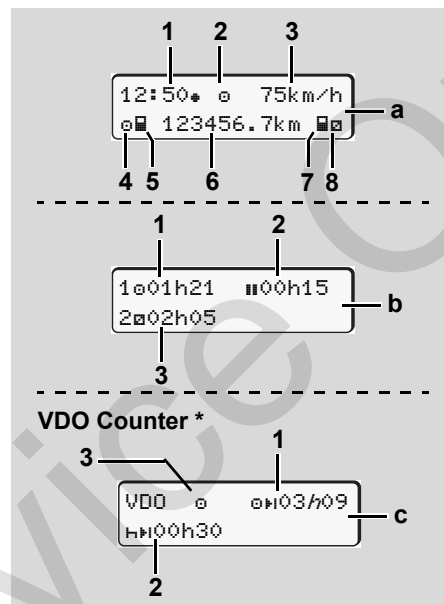 1 2 3
12:50● ⊙ 75km/h
a
⊙ 123456.7km
4 5 6 7 8
1 2
1⊙01h21 00h15
b
2 02h05
3
VDO Counter *
3 1
VDO ⊙ ⊙03h09
c
00h30
2
vice O